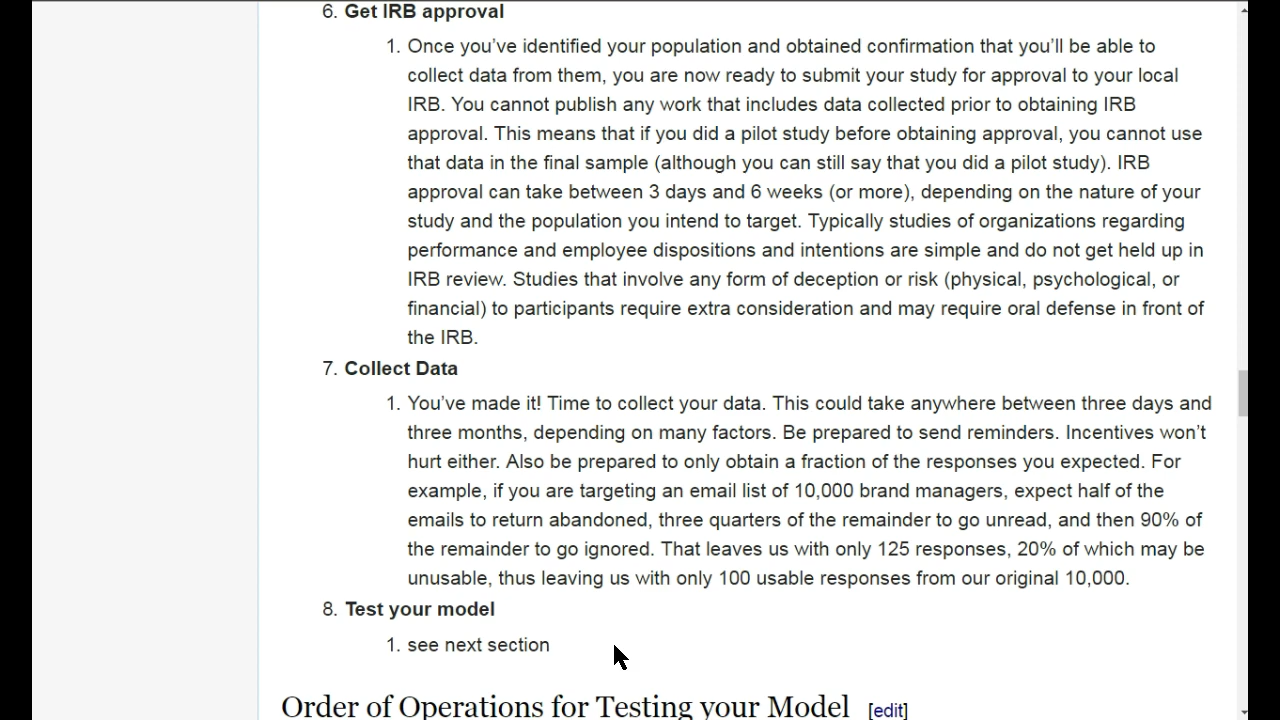 6. Get IRB approval
1. Once you've identified your population and obtained confirmation that you'll be able to
collect data from them, you are now ready to submit your study for approval to your local
IRB. You cannot publish any work that includes data collected prior to obtaining IRB
approval. This means that if you did a pilot study before obtaining approval, you cannot use
that data in the final sample (although you can still say that you did a pilot study). IRB
approval can take between 3 days and 6 weeks (or more), depending on the nature of your
study and the population you intend to target. Typically studies of organizations regarding
performance and employee dispositions and intentions are simple and do not get held up in
IRB review. Studies that involve any form of deception or risk (physical, psychological, or
financial) to participants require extra consideration and may require oral defense in front of
the IRB.
7. Collect Data
1. You've made it! Time to collect your data. This could take anywhere between three days and
three months, depending on many factors. Be prepared to send reminders. Incentives won't
hurt either. Also be prepared to only obtain a fraction of the responses you expected. For
example, if you are targeting an email list of 10,000 brand managers, expect half of the
emails to return abandoned, three quarters of the remainder to go unread, and then 90% of
the remainder to go ignored. That leaves us with only 125 responses, 20% of which may be
unusable, thus leaving us with only 100 usable responses from our original 10,000.
8. Test your model
1. see next section
Order of Operations for Testing your Model [edit]